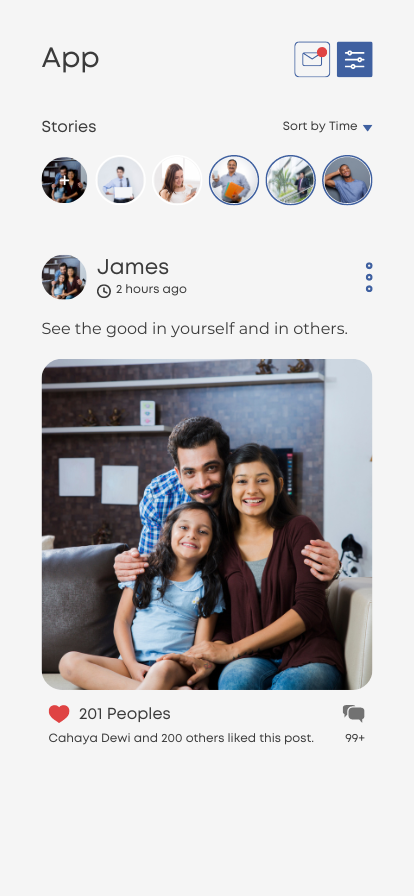 App
Stories
Sort by Time
James
2 hours ago
See the good in yourself and in others.
201 Peoples
Cahaya Dewi and 200 others liked this post.
99+